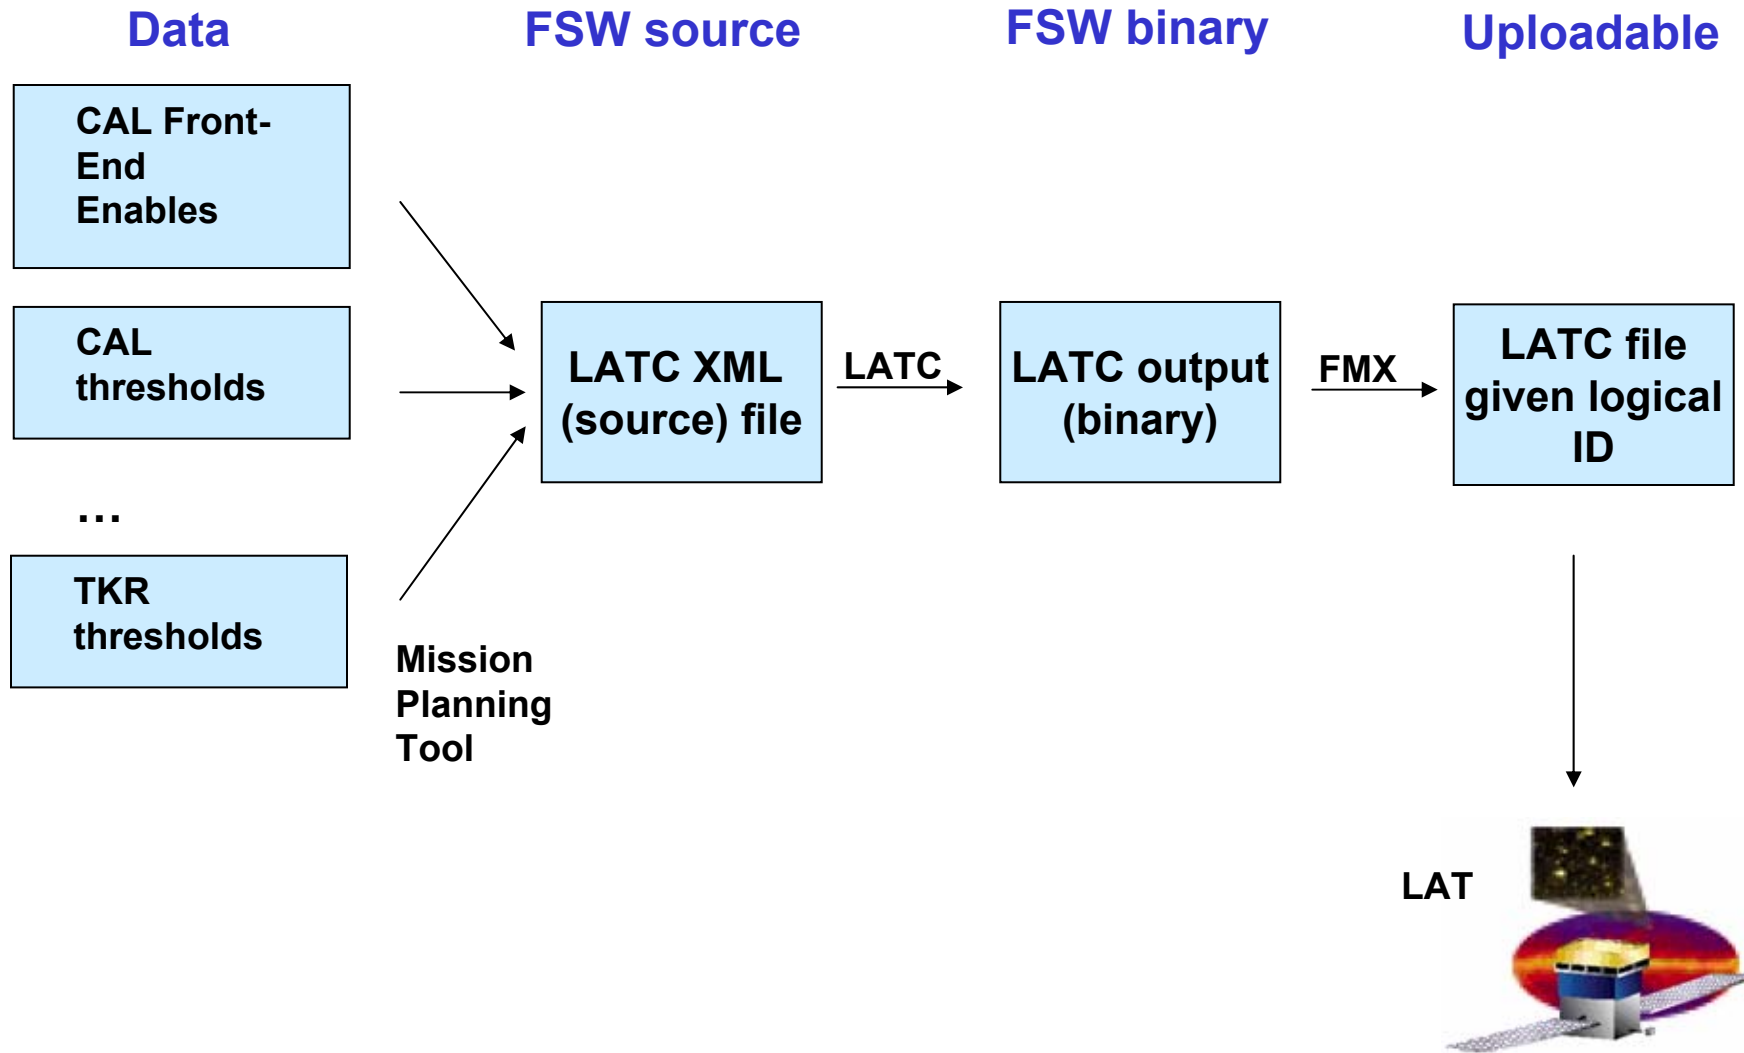 Data
FSW source
FSW binary
Uploadable
CAL Front-
End
Enables
CAL
thresholds
...
TKR
thresholds
Mission
Planning
Tool
LATC XML
(source) file
LATC
LATC output
(binary)
FMX
LATC file
given logical
ID
LAT